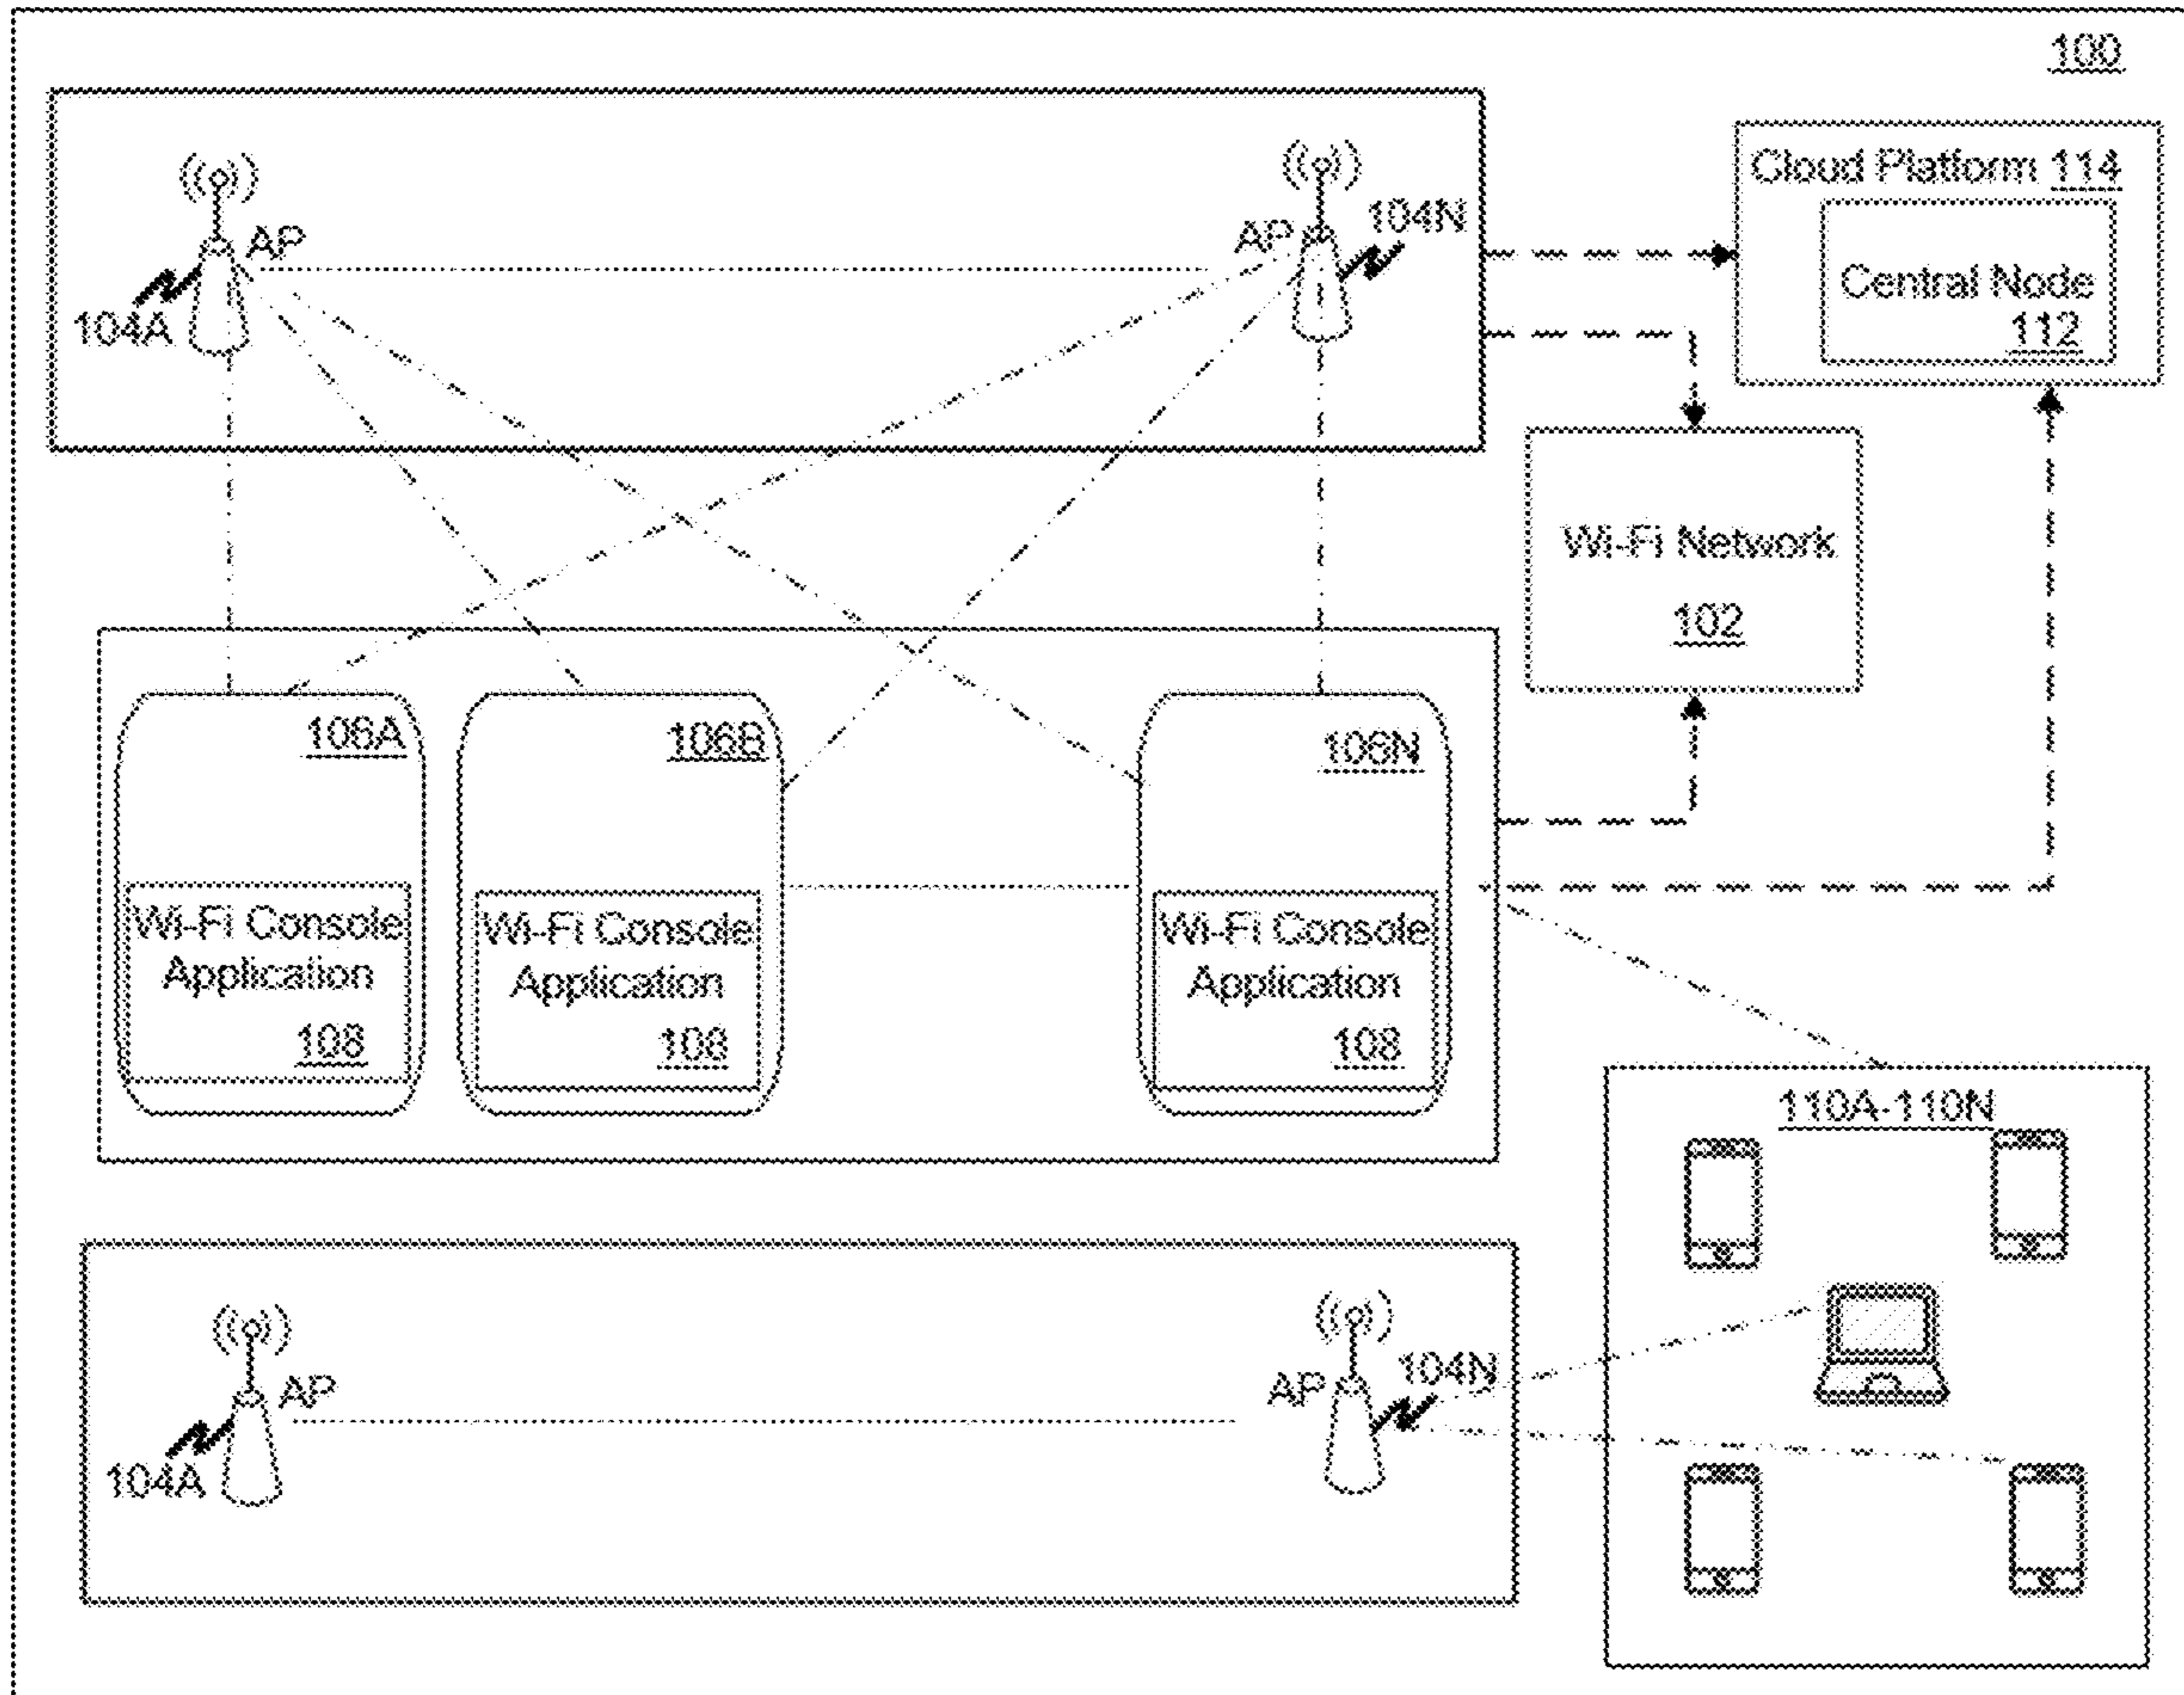 100
Cloud Platform 114
Central Node
112
AP
104A
AP
104N
Wi-Fi Network
102
106A
106B
106N
Wi-Fi Console
Application
108
Wi-Fi Console
Application
108
Wi-Fi Console
Application
108
110A-110N
AP
104A
AP
104N